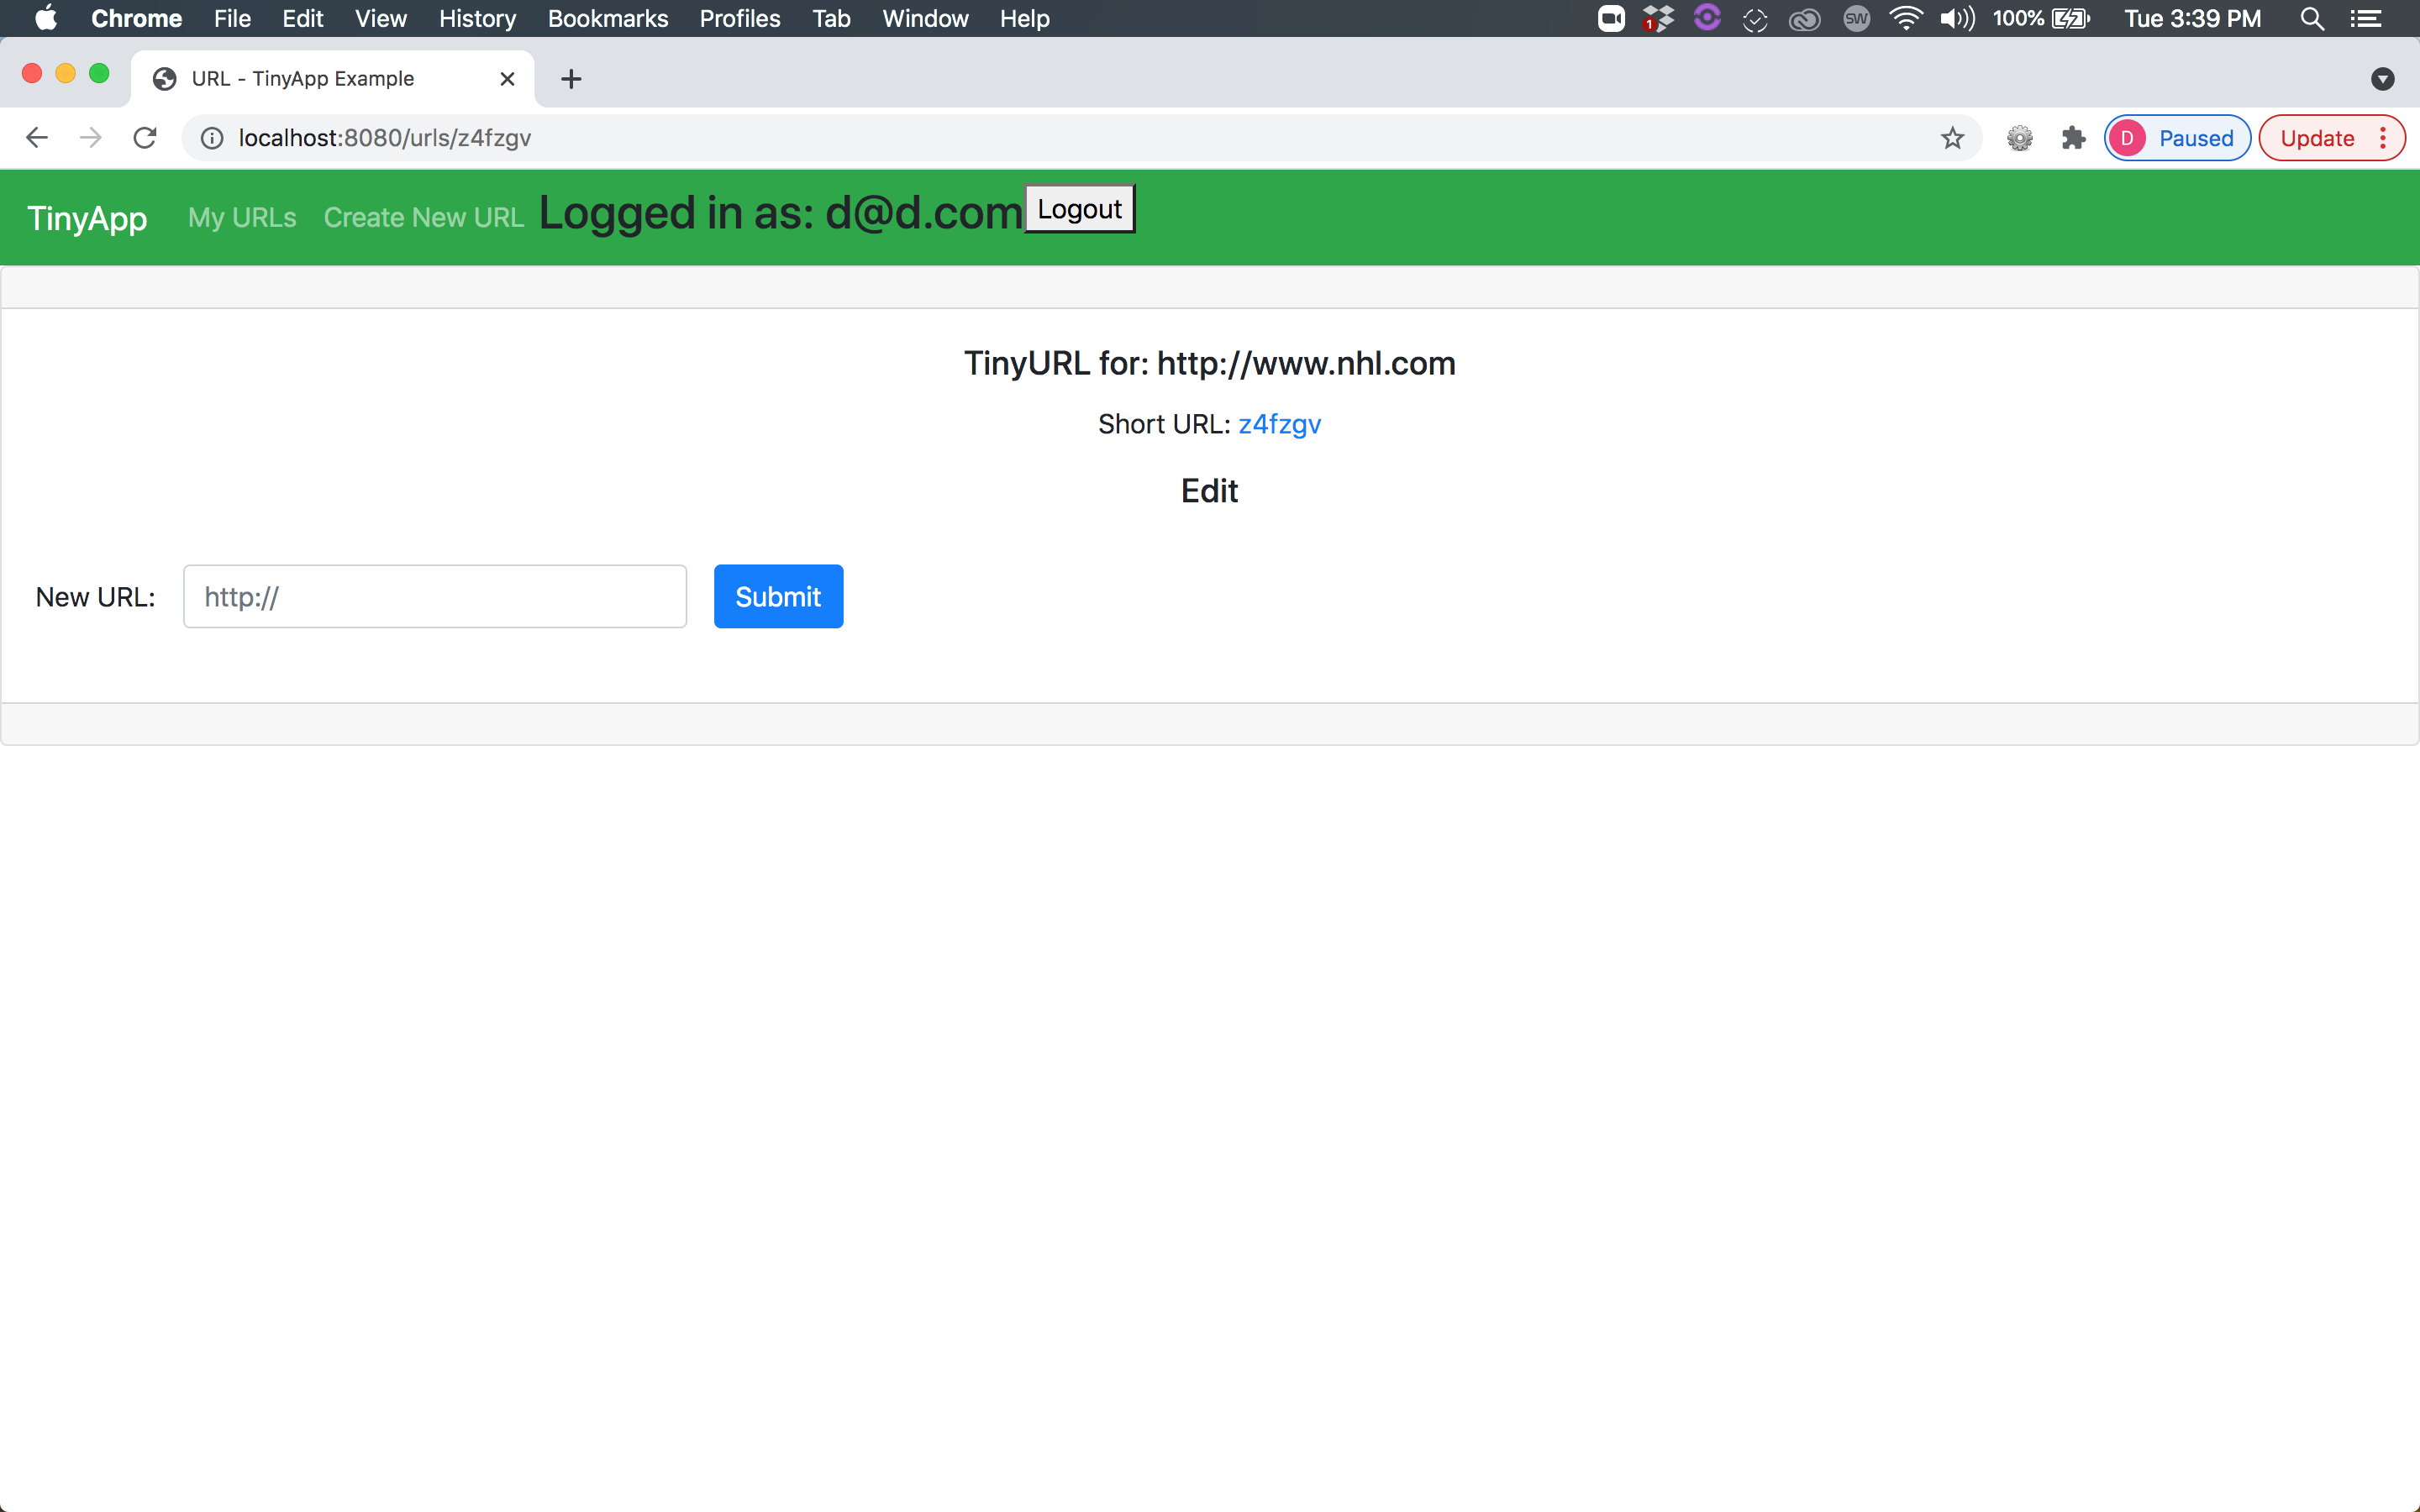 Chrome File Edit View History Bookmarks Profiles Tab Window Help 1 SW 100% Tue 3:39 PM
URL - TinyApp Example
localhost:8080/urls/z4fzgv D Paused Update
TinyApp My URLs Create New URL Logged in as: d@d.com Logout
TinyURL for: http://www.nhl.com
Short URL: z4fzgv
Edit
New URL: http:// Submit